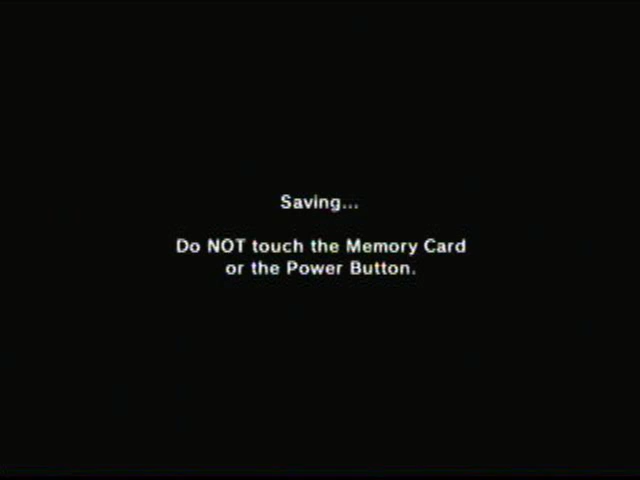 Saving...
Do NOT touch the Memory Card
or the Power Button.